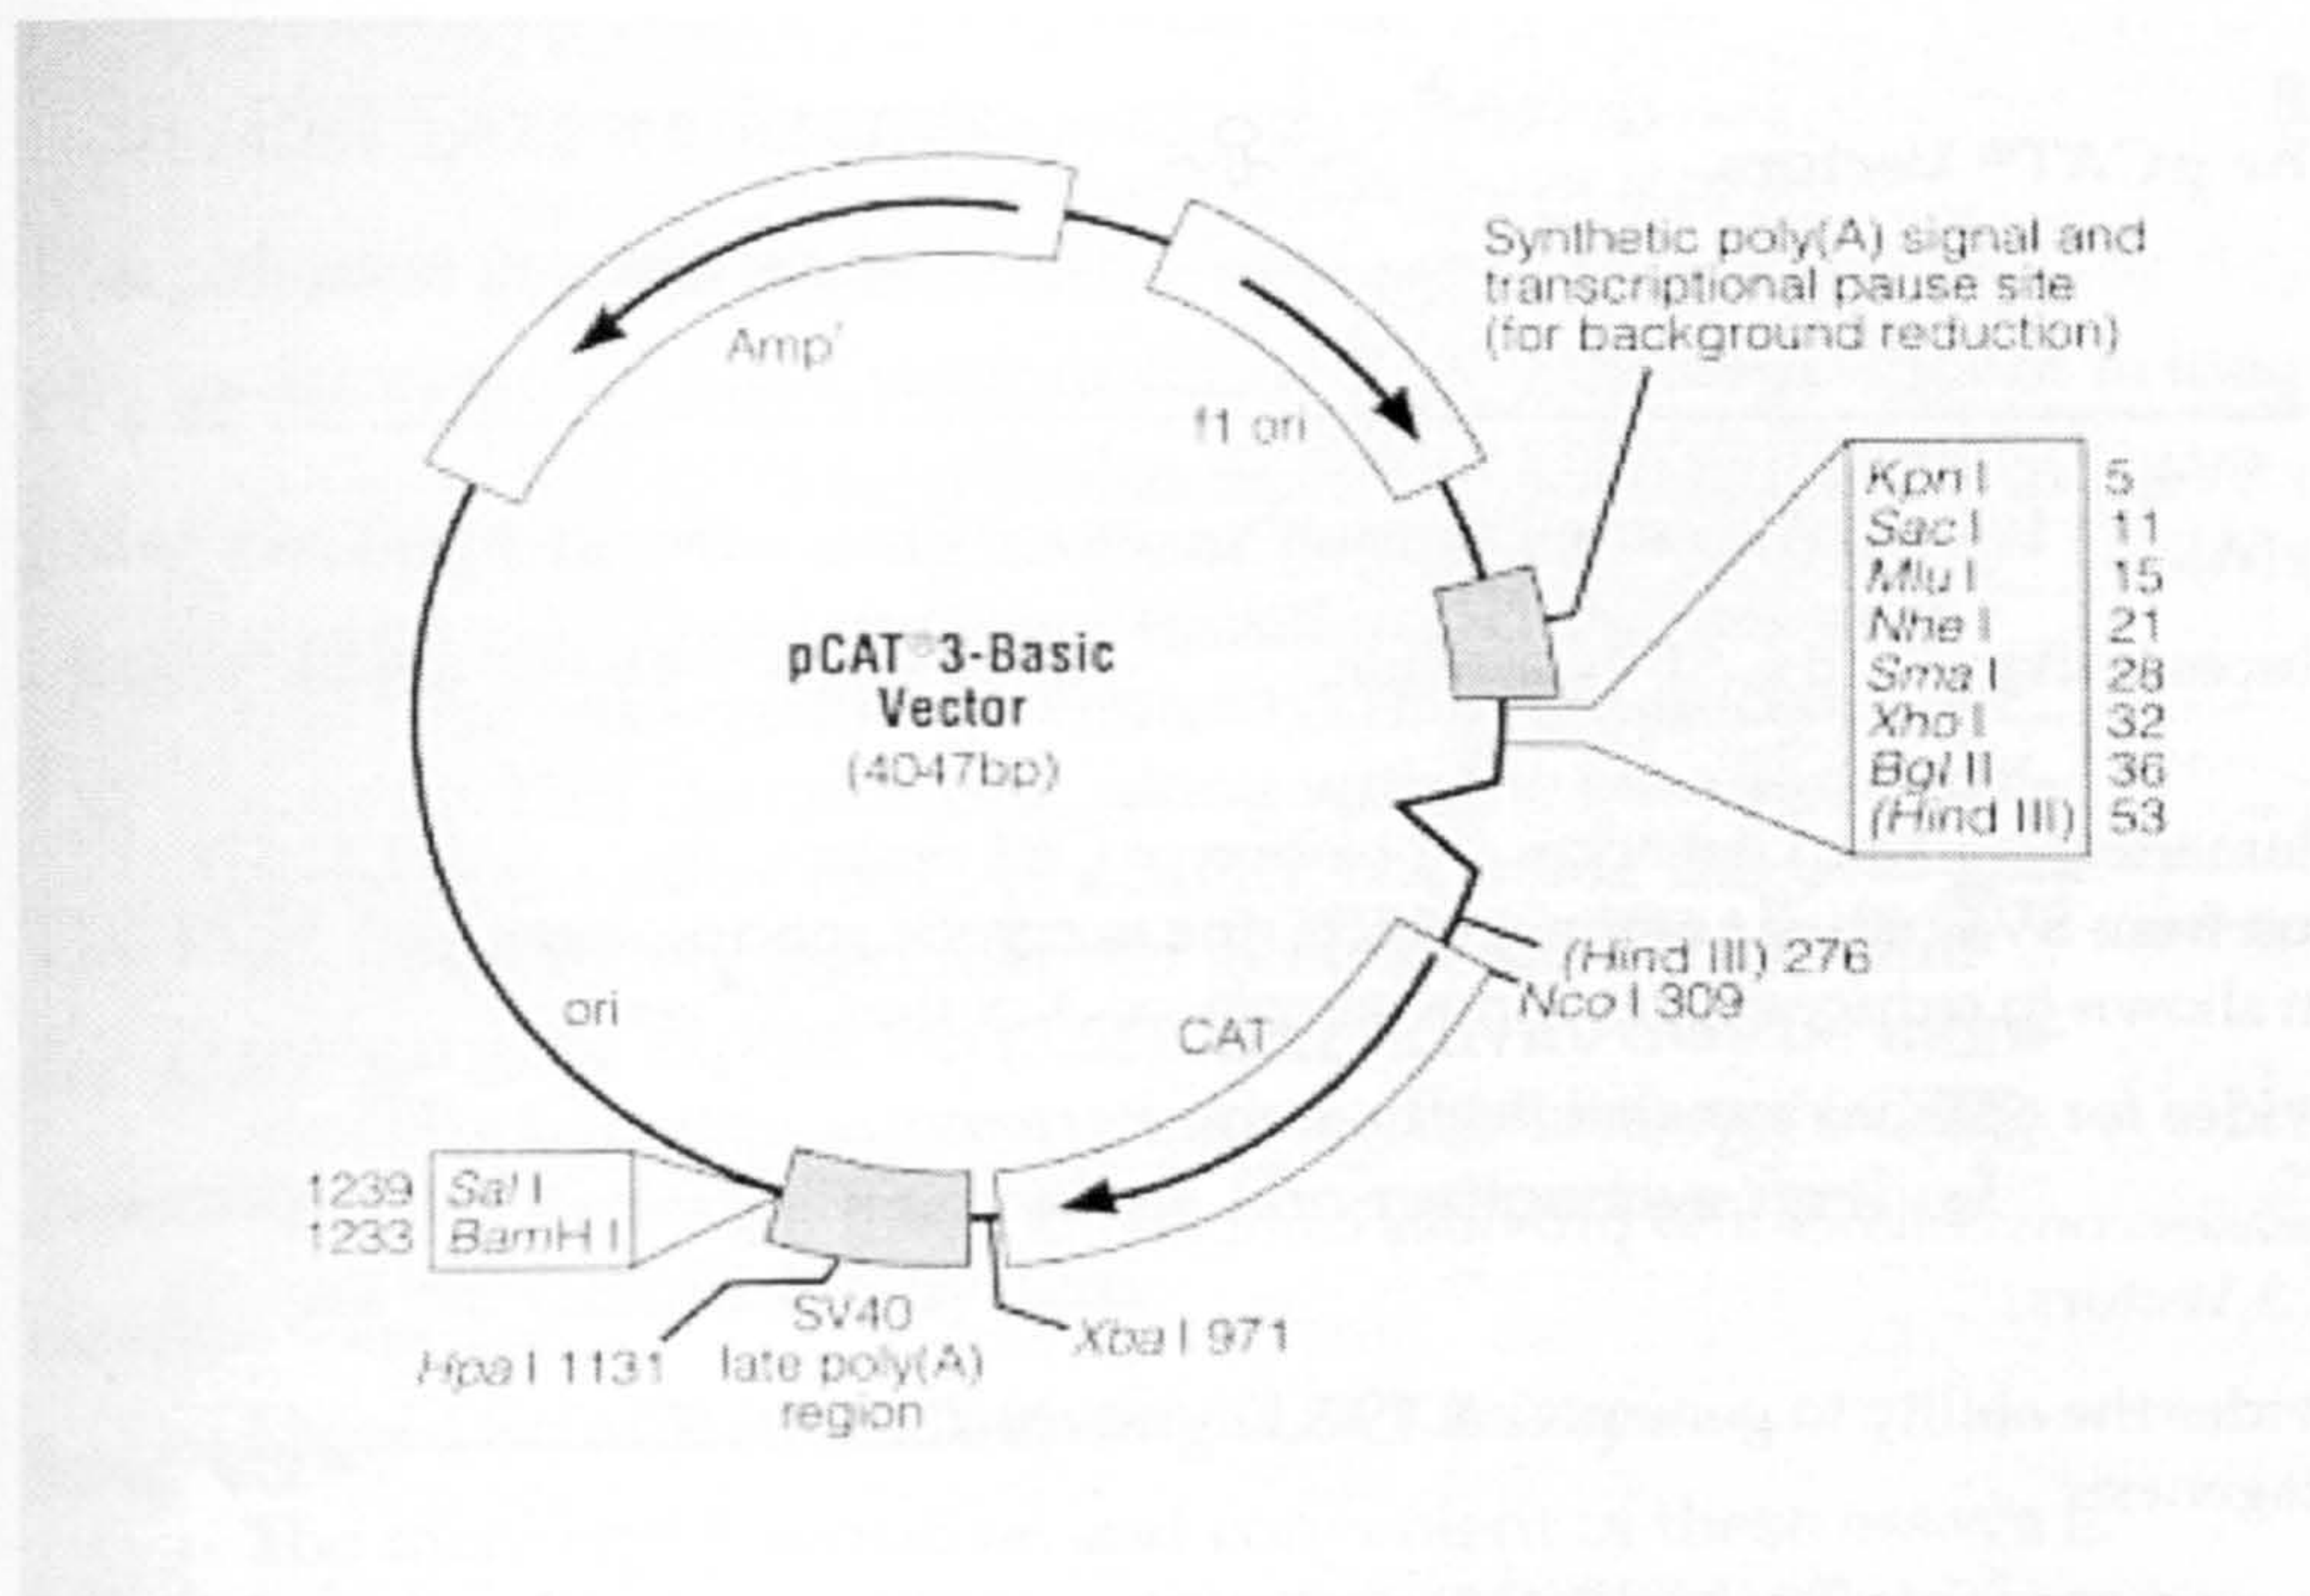 Synthetic poly(A) signal and
transcriptional pause site
(for background reduction)
Ampʳ
f1 ori
Kpn I 5
Sac I 11
Mlu I 15
Nhe I 21
Sma I 28
Xho I 32
Bgl II 36
(Hind III) 53
pCAT®3-Basic
Vector
(4047bp)
(Hind III) 276
Nco I 309
CAT
ori
1239 Sal I
1233 BamH I
Hpa I 1131
SV40
late poly(A)
region
Xba I 971